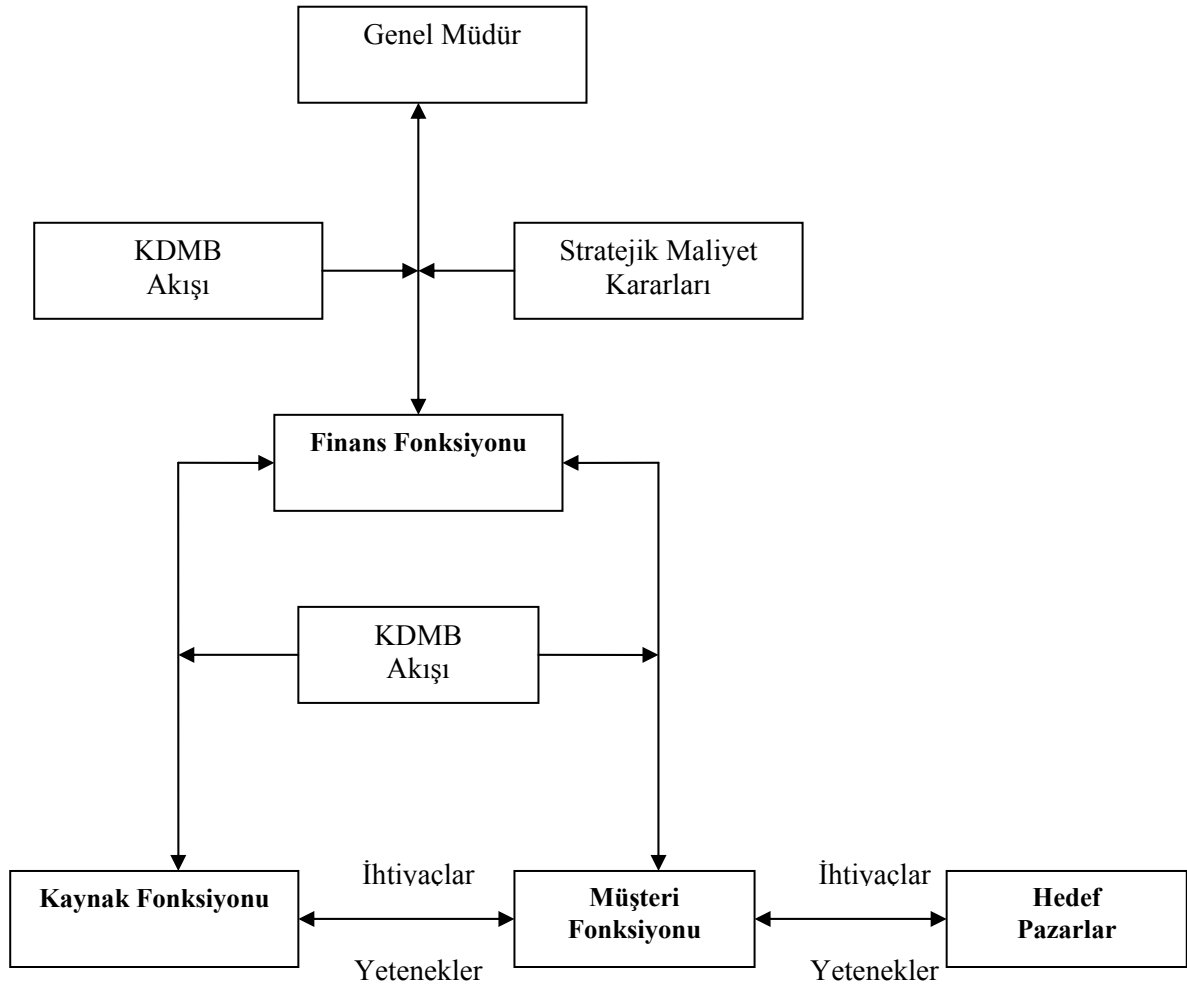 Genel Müdür
KDMB
Akışı
Stratejik Maliyet
Kararları
Finans Fonksiyonu
KDMB
Akışı
İhtiyaçlar
İhtiyaçlar
Kaynak Fonksiyonu
Müşteri
Fonksiyonu
Hedef
Pazarlar
Yetenekler
Yetenekler